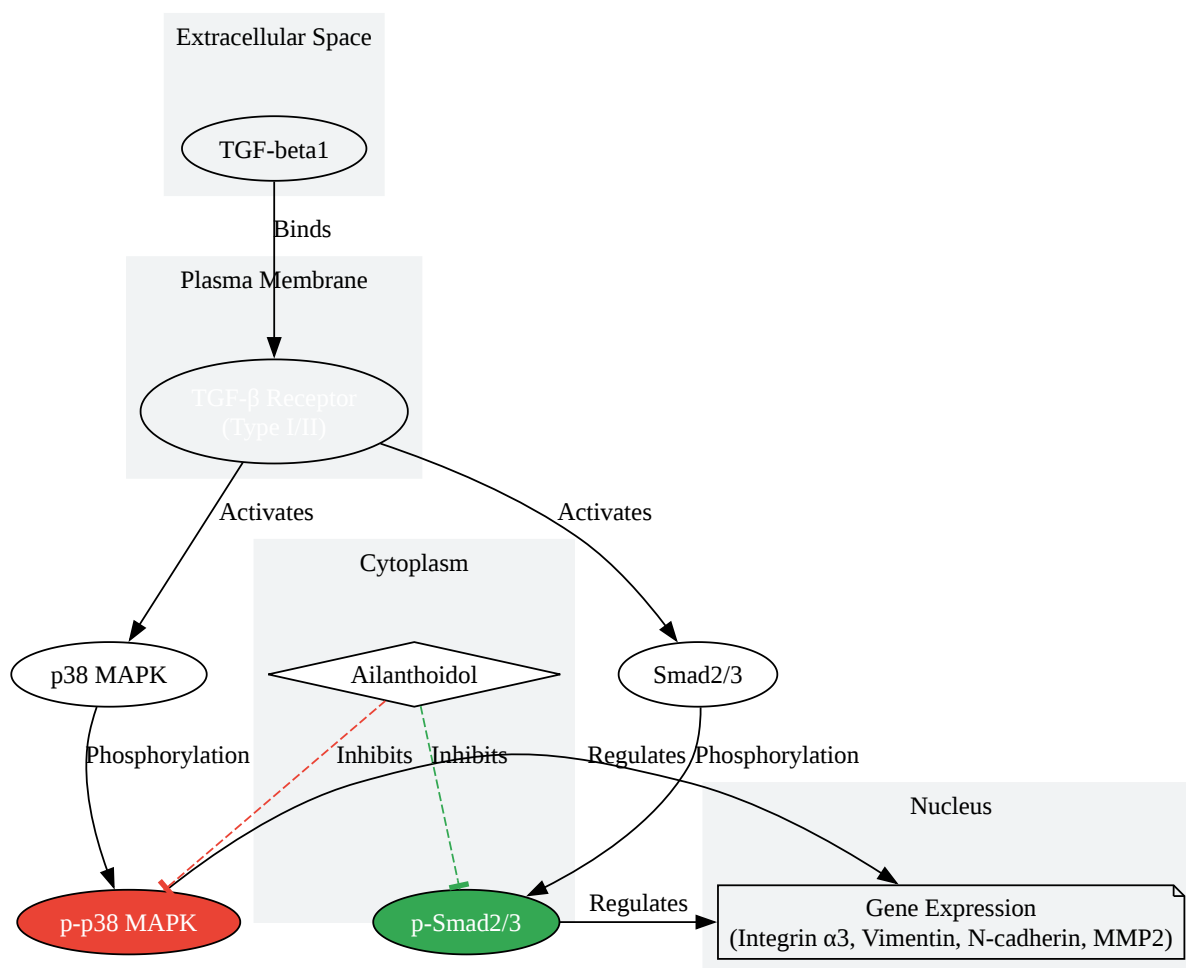 Extracellular Space
TGF-beta1
Binds
Plasma Membrane
TGF-β Receptor
(Type I/II)
Activates
Activates
Cytoplasm
p38 MAPK
Ailanthoidol
Smad2/3
Phosphorylation
Inhibits
Inhibits
Regulates
Phosphorylation
Nucleus
p-p38 MAPK
p-Smad2/3
Regulates
Gene Expression
(Integrin α3, Vimentin, N-cadherin, MMP2)